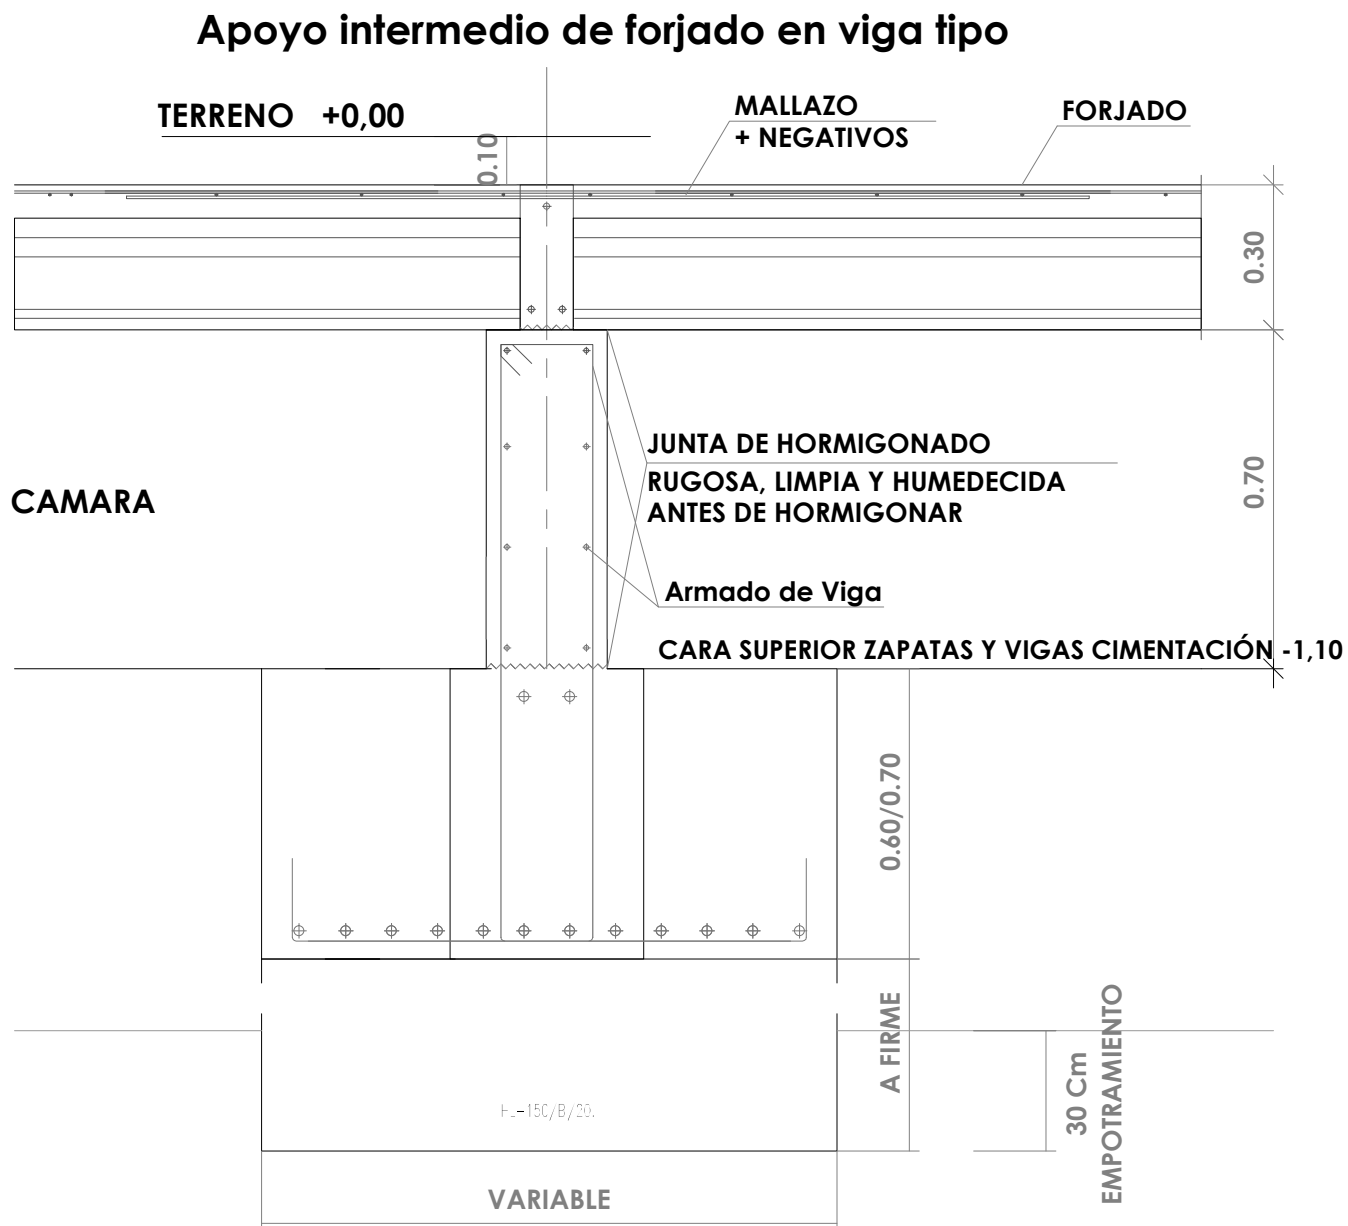 Apoyo intermedio de forjado en viga tipo
TERRENO +0,00
MALLAZO
+ NEGATIVOS
FORJADO
0.10
0.30
JUNTA DE HORMIGONADO
RUGOSA, LIMPIA Y HUMEDECIDA
ANTES DE HORMIGONAR
0.70
CAMARA
Armado de Viga
CARA SUPERIOR ZAPATAS Y VIGAS CIMENTACIÓN -1,10
0.60/0.70
A FIRME
30 Cm
EMPOTRAMIENTO
-150/B/20.
VARIABLE